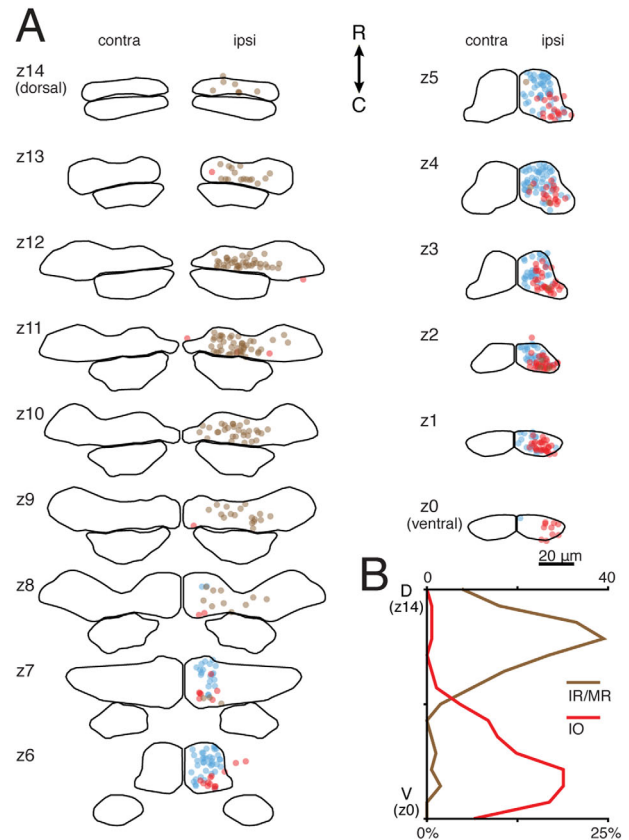 A
contra
ipsi
R
C
contra
ipsi
z14
(dorsal)
z13
z12
z11
z10
z9
z8
z7
z6
z5
z4
z3
z2
z1
z0
(ventral)
20 µm
B
0
40
D
(z14)
IR/MR
IO
V
(z0)
0%
25%